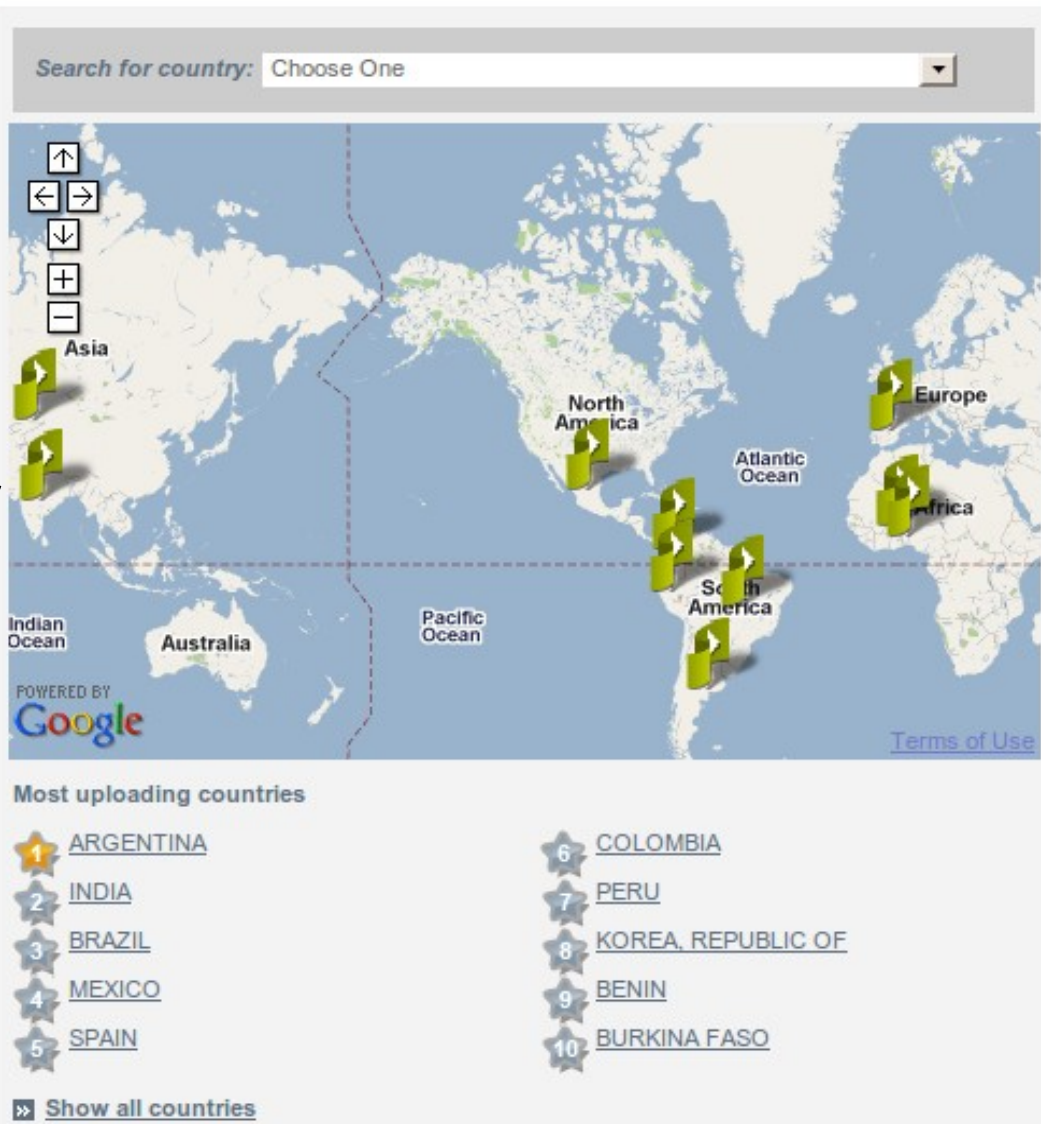 Search for country: Choose One
Asia
North
America
Europe
Atlantic
Ocean
Africa
South
America
Indian
Ocean
Australia
Pacific
Ocean
POWERED BY
Google
Terms of Use
Most uploading countries
1 ARGENTINA
2 INDIA
3 BRAZIL
4 MEXICO
5 SPAIN
6 COLOMBIA
7 PERU
8 KOREA, REPUBLIC OF
9 BENIN
10 BURKINA FASO
Show all countries